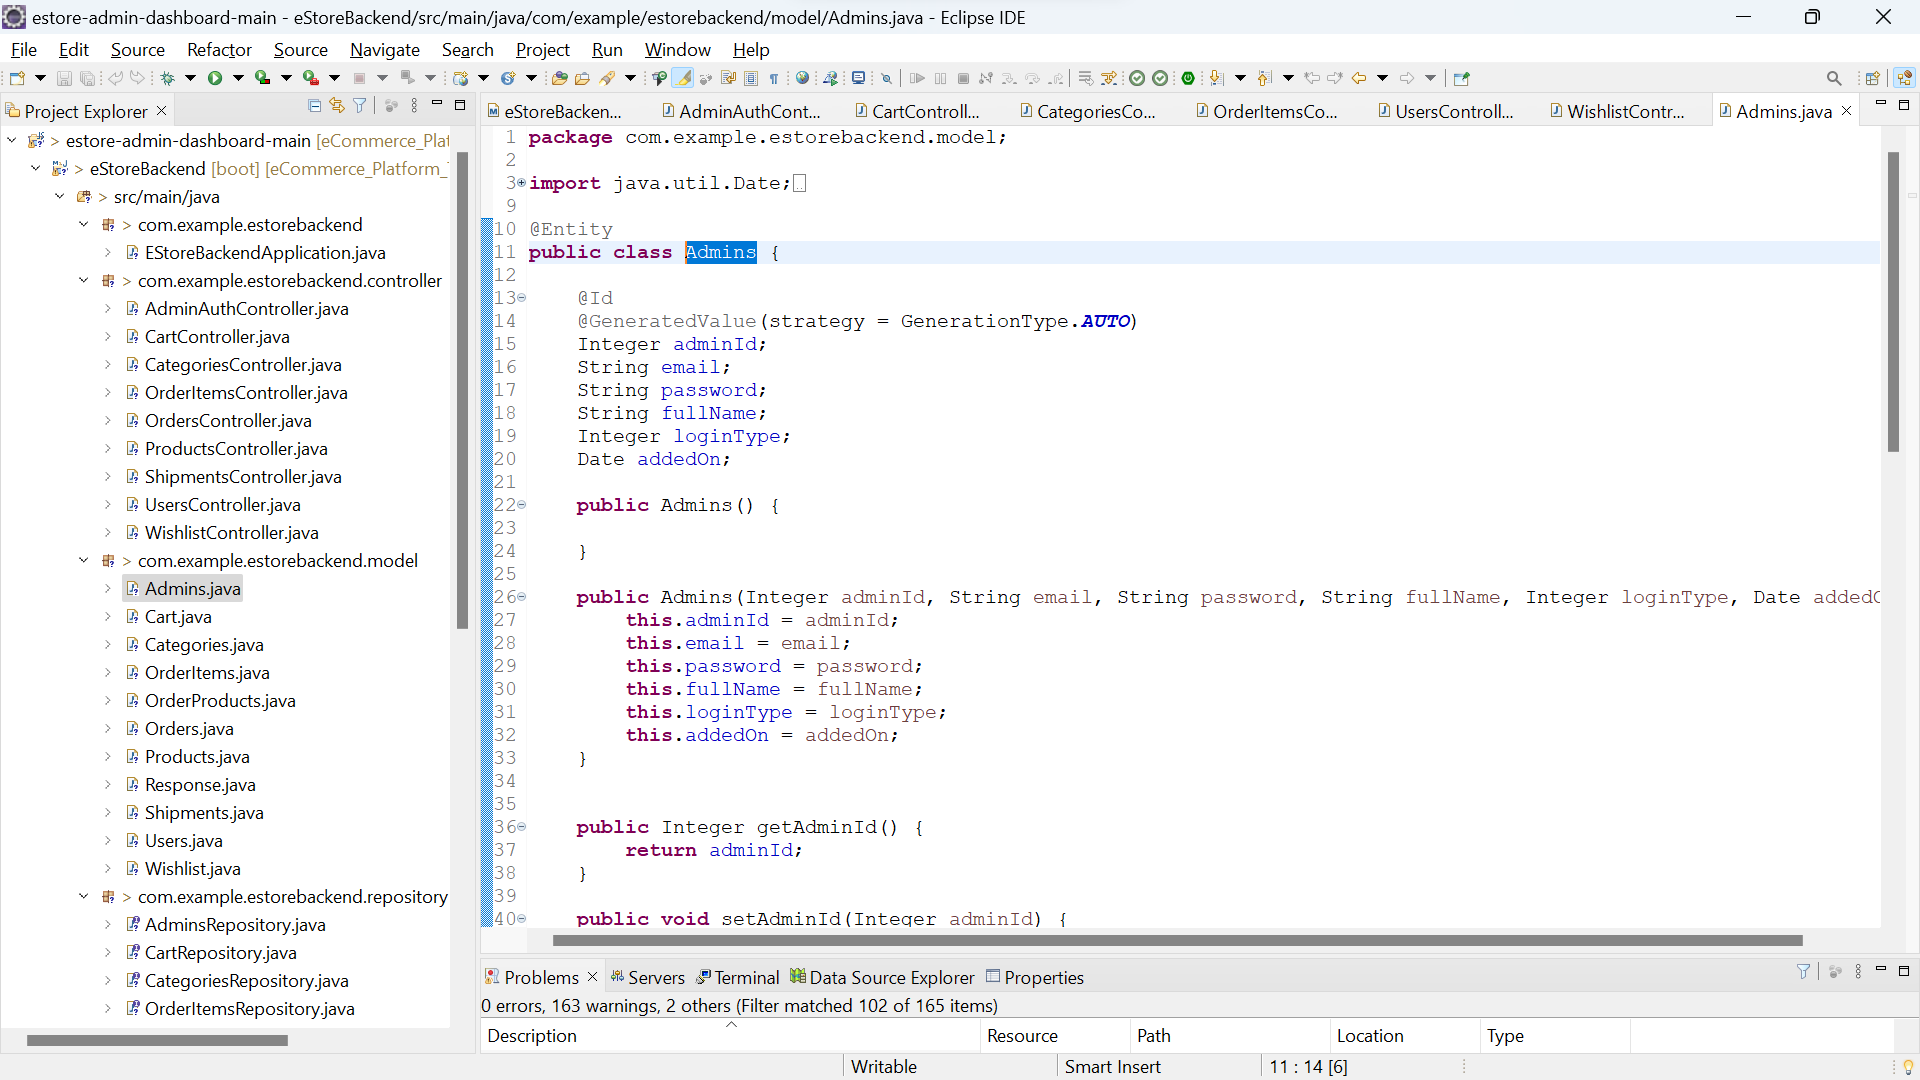 estore-admin-dashboard-main - eStoreBackend/src/main/java/com/example/estorebackend/model/Admins.java - Eclipse IDE
File Edit Source Refactor Source Navigate Search Project Run Window Help
Project Explorer
> estore-admin-dashboard-main [eCommerce_Plat
> eStoreBackend [boot] [eCommerce_Platform_
> src/main/java
> com.example.estorebackend
EStoreBackendApplication.java
> com.example.estorebackend.controller
AdminAuthController.java
CartController.java
CategoriesController.java
OrderItemsController.java
OrdersController.java
ProductsController.java
ShipmentsController.java
UsersController.java
WishlistController.java
> com.example.estorebackend.model
Admins.java
Cart.java
Categories.java
OrderItems.java
OrderProducts.java
Orders.java
Products.java
Response.java
Shipments.java
Users.java
Wishlist.java
> com.example.estorebackend.repository
AdminsRepository.java
CartRepository.java
CategoriesRepository.java
OrderItemsRepository.java
eStoreBacken... AdminAuthCont... CartControll... CategoriesCo... OrderItemsCo... UsersControll... WishlistContr... Admins.java
1 package com.example.estorebackend.model;
2
3 import java.util.Date;
9
10 @Entity
11 public class Admins {
12
13 @Id
14 @GeneratedValue(strategy = GenerationType.AUTO)
15 Integer adminId;
16 String email;
17 String password;
18 String fullName;
19 Integer loginType;
20 Date addedOn;
21
22 public Admins() {
23
24 }
25
26 public Admins(Integer adminId, String email, String password, String fullName, Integer loginType, Date addedO
27 this.adminId = adminId;
28 this.email = email;
29 this.password = password;
30 this.fullName = fullName;
31 this.loginType = loginType;
32 this.addedOn = addedOn;
33 }
34
35
36 public Integer getAdminId() {
37 return adminId;
38 }
39
40 public void setAdminId(Integer adminId) {
Problems Servers Terminal Data Source Explorer Properties
0 errors, 163 warnings, 2 others (Filter matched 102 of 165 items)
Description Resource Path Location Type
Writable Smart Insert 11 : 14 [6]